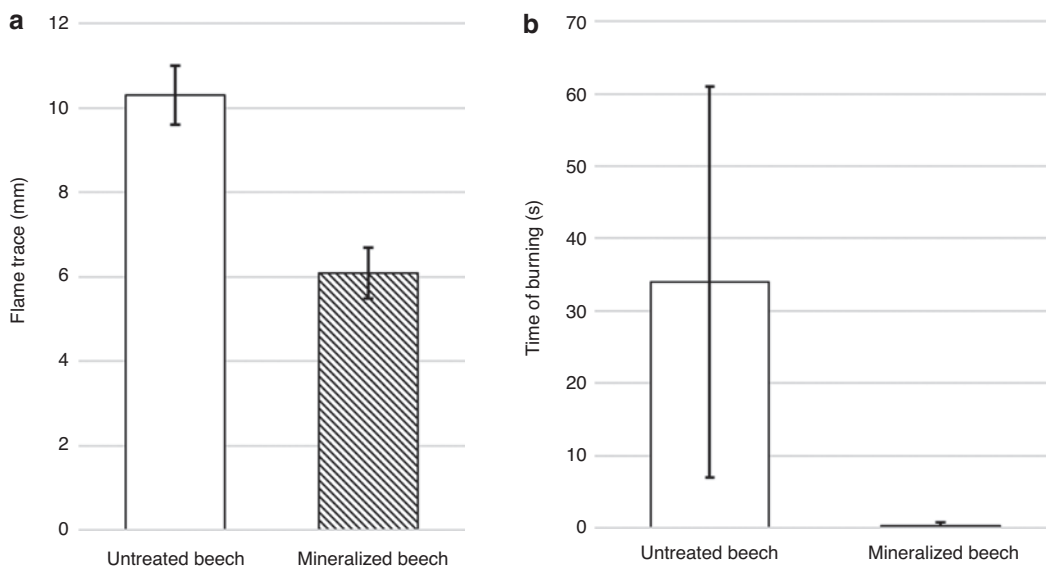 a
12
10
8
6
4
2
0
Flame trace (mm)
Untreated beech
Mineralized beech
b
70
60
50
40
30
20
10
0
Time of burning (s)
Untreated beech
Mineralized beech